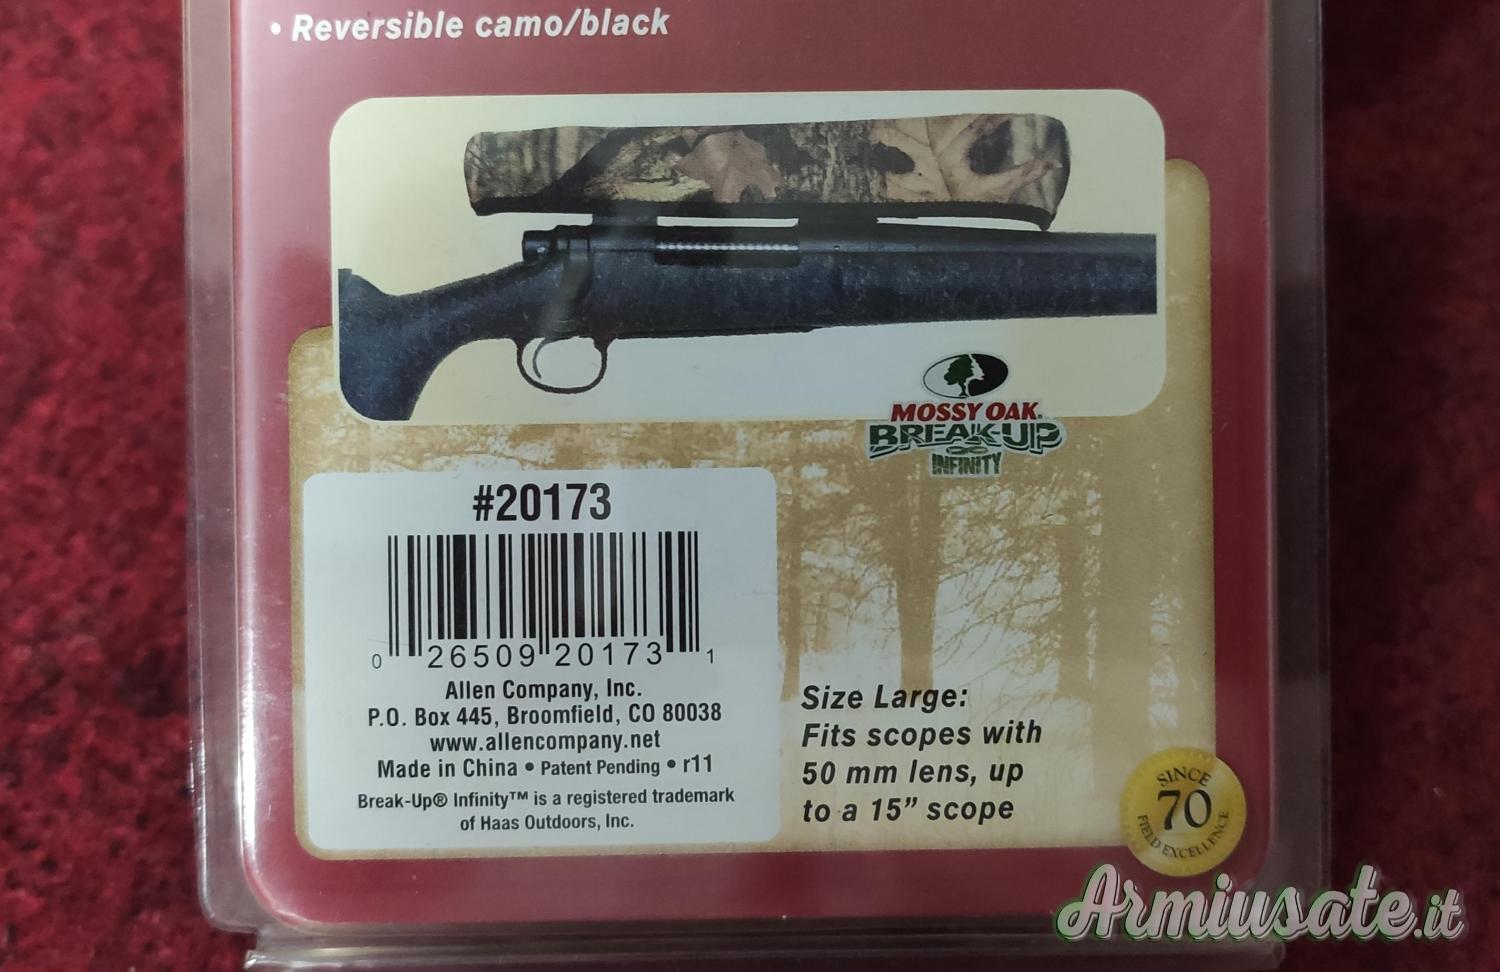 • Reversible camo/black
MOSSY OAK®
BREAK-UP
INFINITY
#20173
0 26509 20173 1
Allen Company, Inc.
P.O. Box 445, Broomfield, CO 80038
www.allencompany.net
Made in China • Patent Pending • r11
Break-Up® Infinity™ is a registered trademark
of Haas Outdoors, Inc.
Size Large:
Fits scopes with
50 mm lens, up
to a 15” scope
SINCE
70
FIELD EXCELLENCE
Armiusate.it